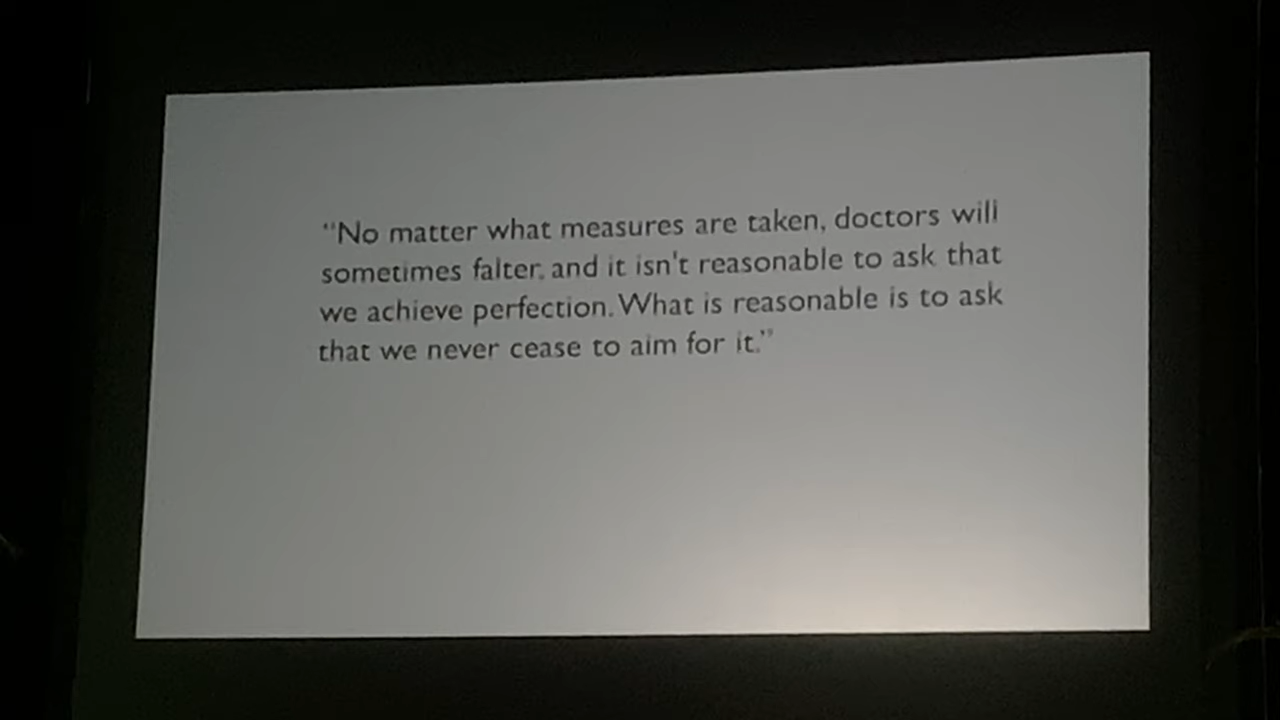 “No matter what measures are taken, doctors will
sometimes falter, and it isn't reasonable to ask that
we achieve perfection. What is reasonable is to ask
that we never cease to aim for it.”